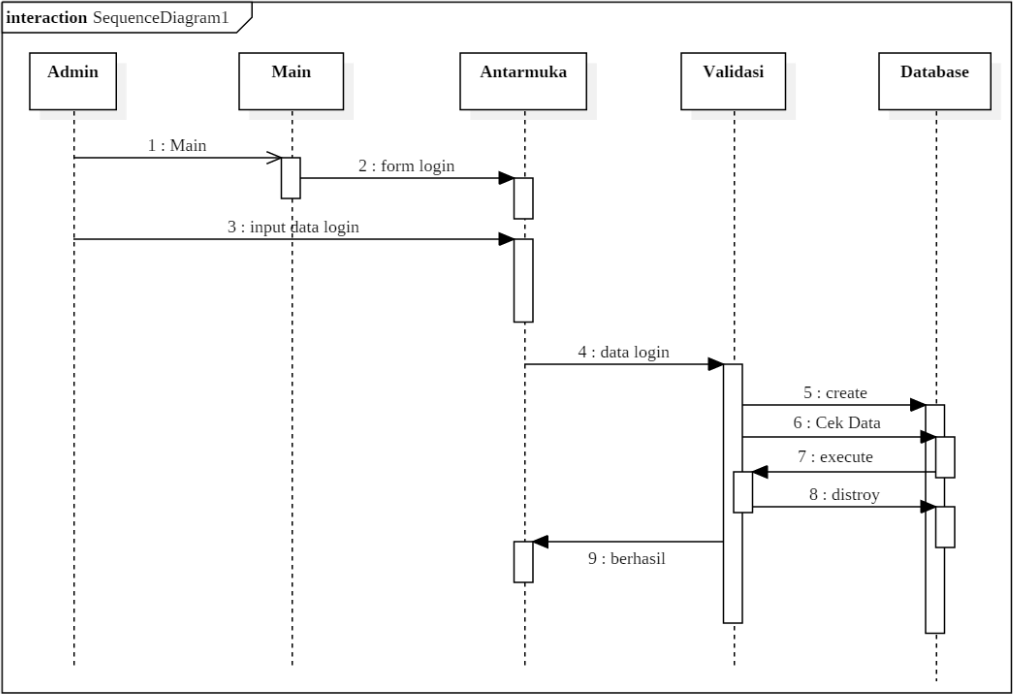 interaction SequenceDiagram1
Admin
Main
Antarmuka
Validasi
Database
1 : Main
2 : form login
3 : input data login
4 : data login
5 : create
6 : Cek Data
7 : execute
8 : distroy
9 : berhasil